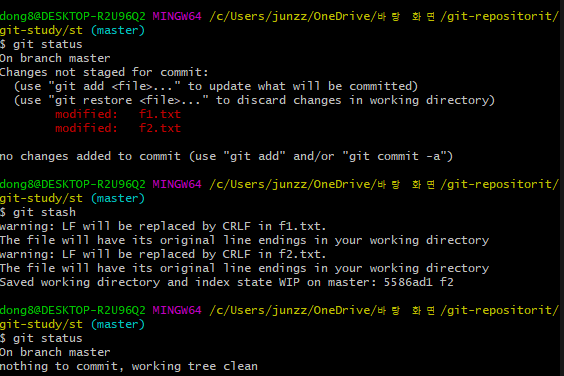 dong8@DESKTOP-R2U96Q2 MINGW64 /c/Users/junzz/OneDrive/바탕 화면/git-repositorit/
git-study/st (master)
$ git status
On branch master
Changes not staged for commit:
  (use "git add <file>..." to update what will be committed)
  (use "git restore <file>..." to discard changes in working directory)
        modified:   f1.txt
        modified:   f2.txt

no changes added to commit (use "git add" and/or "git commit -a")

dong8@DESKTOP-R2U96Q2 MINGW64 /c/Users/junzz/OneDrive/바탕 화면/git-repositorit/
git-study/st (master)
$ git stash
warning: LF will be replaced by CRLF in f1.txt.
The file will have its original line endings in your working directory
warning: LF will be replaced by CRLF in f2.txt.
The file will have its original line endings in your working directory
Saved working directory and index state WIP on master: 5586ad1 f2

dong8@DESKTOP-R2U96Q2 MINGW64 /c/Users/junzz/OneDrive/바탕 화면/git-repositorit/
git-study/st (master)
$ git status
On branch master
nothing to commit, working tree clean